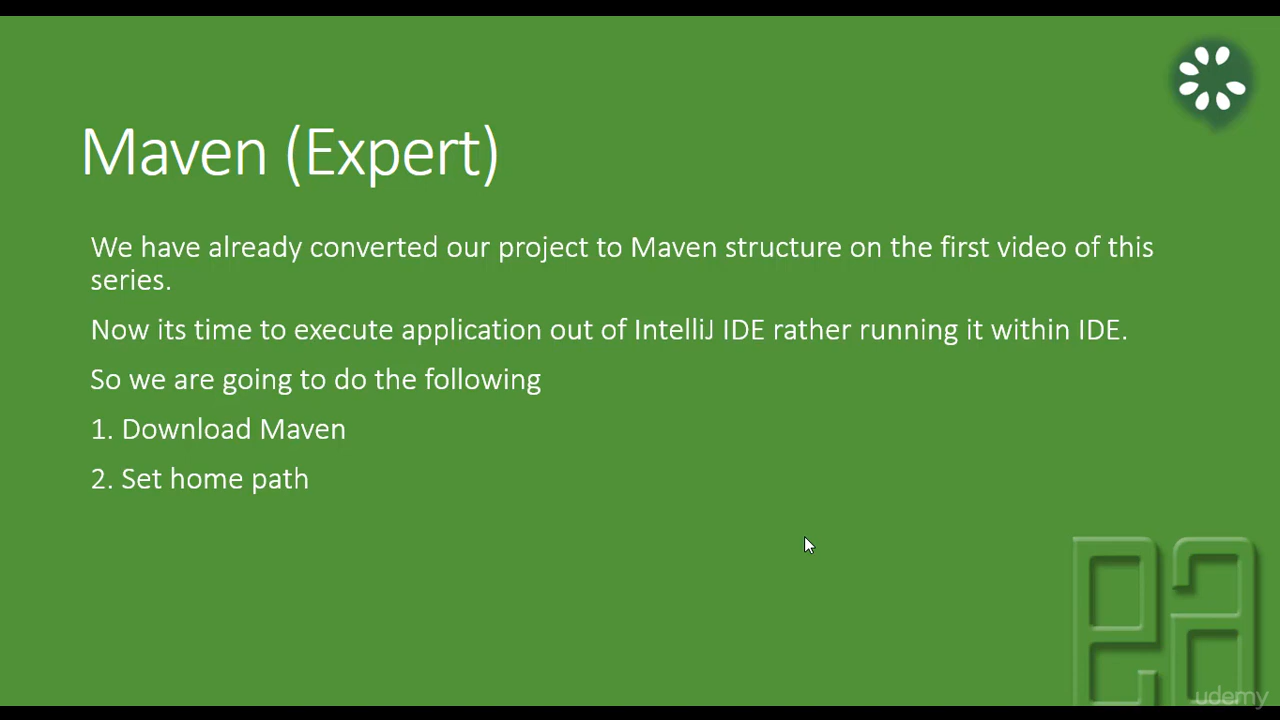 Maven (Expert)
We have already converted our project to Maven structure on the first video of this
series.
Now its time to execute application out of IntelliJ IDE rather running it within IDE.
So we are going to do the following
1. Download Maven
2. Set home path
ea
udemy